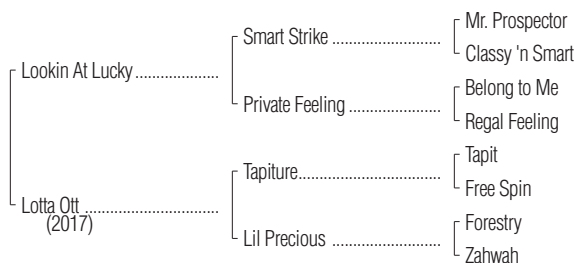 Mr. Prospector
Smart Strike ..............................
Classy 'n Smart
Lookin At Lucky.......................
Belong to Me
Private Feeling .........................
Regal Feeling
Tapit
Tapiture.......................................
Free Spin
Lotta Ott .....................................
(2017)
Forestry
Lil Precious ..............................
Zahwah